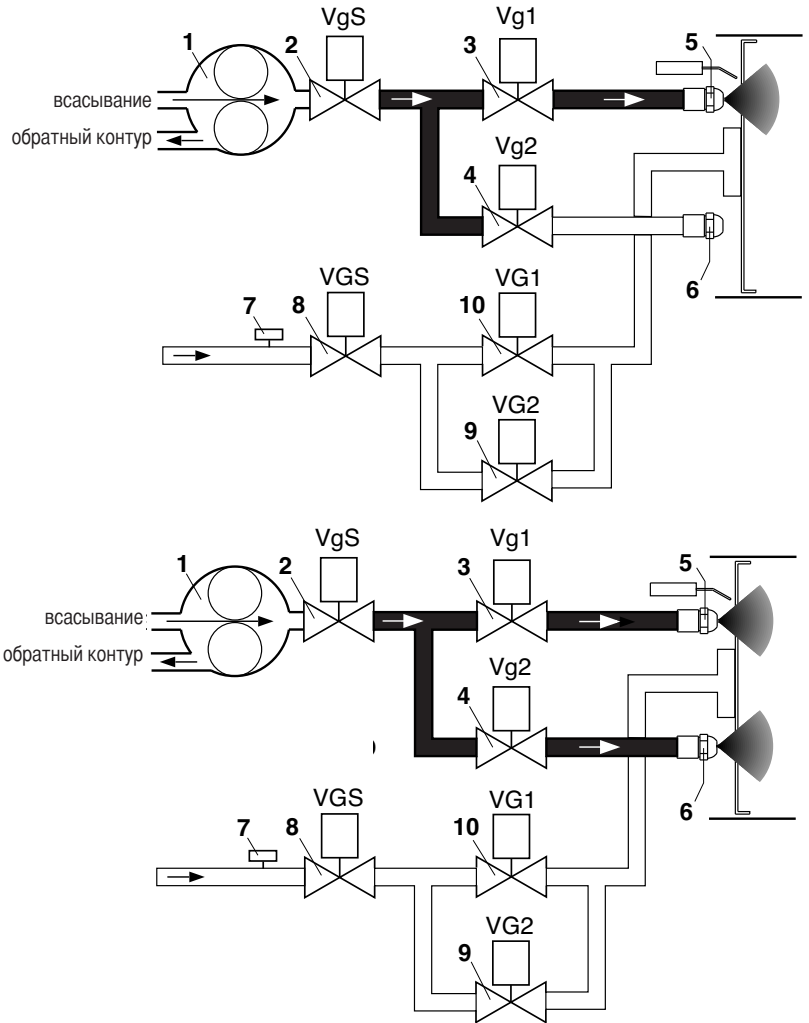 VgS
Vg1
1
2
3
5
всасывание
обратный контур
Vg2
4
6
VGS
VG1
7
8
10
VG2
9
VgS
Vg1
1
2
3
5
всасывание
обратный контур
Vg2
4
6
VGS
VG1
7
8
10
VG2
9